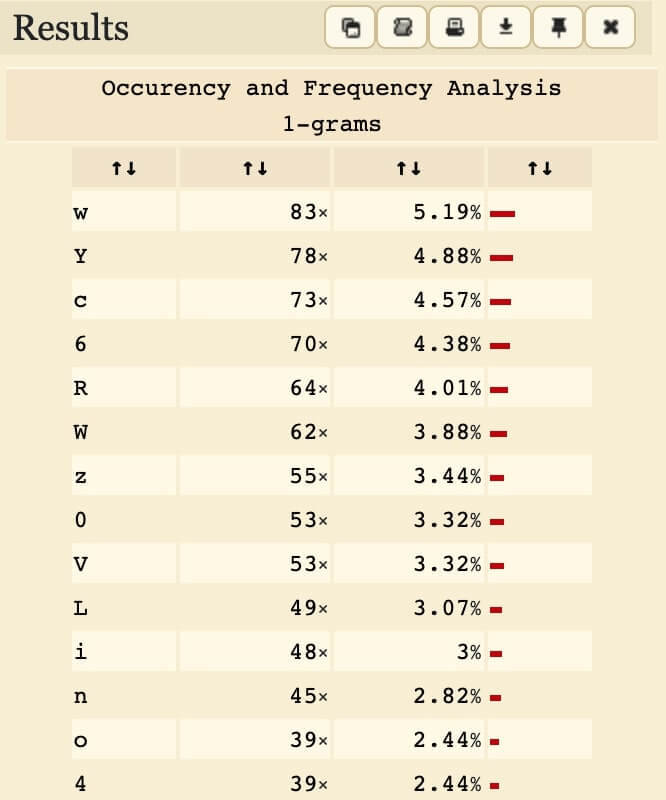 Results
Occurency and Frequency Analysis
1-grams
↑↓ ↑↓ ↑↓ ↑↓
w 83× 5.19%
Y 78× 4.88%
c 73× 4.57%
6 70× 4.38%
R 64× 4.01%
W 62× 3.88%
z 55× 3.44%
0 53× 3.32%
V 53× 3.32%
L 49× 3.07%
i 48× 3%
n 45× 2.82%
o 39× 2.44%
4 39× 2.44%